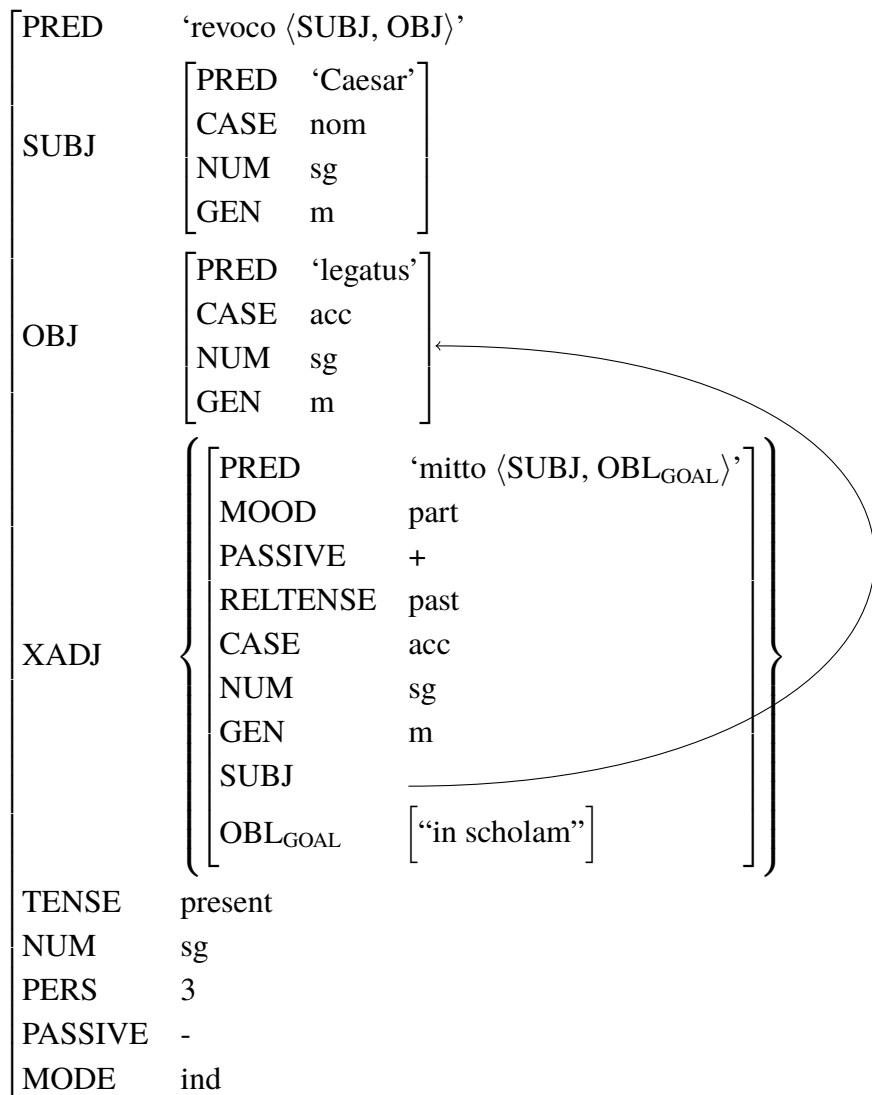 PRED ‘revoco ⟨SUBJ, OBJ⟩’
SUBJ
PRED ‘Caesar’
CASE nom
NUM sg
GEN m
OBJ
PRED ‘legatus’
CASE acc
NUM sg
GEN m
XADJ
PRED ‘mitto ⟨SUBJ, OBL_GOAL⟩’
MOOD part
PASSIVE +
RELTENSE past
CASE acc
NUM sg
GEN m
SUBJ
OBL_GOAL [“in scholam”]
TENSE present
NUM sg
PERS 3
PASSIVE -
MODE ind